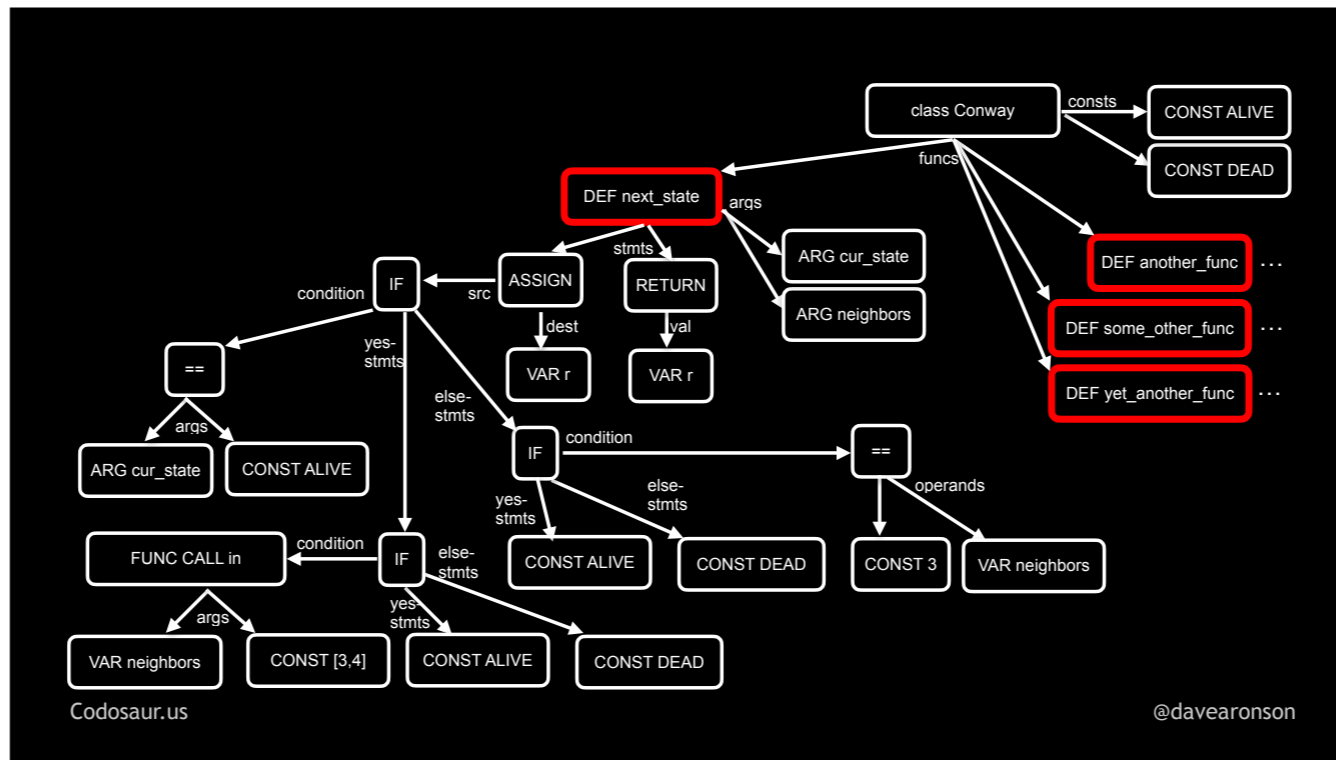 class Conway
consts
CONST ALIVE
CONST DEAD
funcs
DEF next_state
args
ARG cur_state
ARG neighbors
DEF another_func
...
DEF some_other_func
...
DEF yet_another_func
...
stmts
ASSIGN
RETURN
src
dest
val
VAR r
VAR r
IF
condition
yes-
stmts
else-
stmts
==
args
ARG cur_state
CONST ALIVE
IF
condition
==
operands
CONST 3
VAR neighbors
yes-
stmts
else-
stmts
CONST ALIVE
CONST DEAD
IF
condition
FUNC CALL in
args
VAR neighbors
CONST [3,4]
yes-
stmts
else-
stmts
CONST ALIVE
CONST DEAD
Codosaur.us
@davearonson